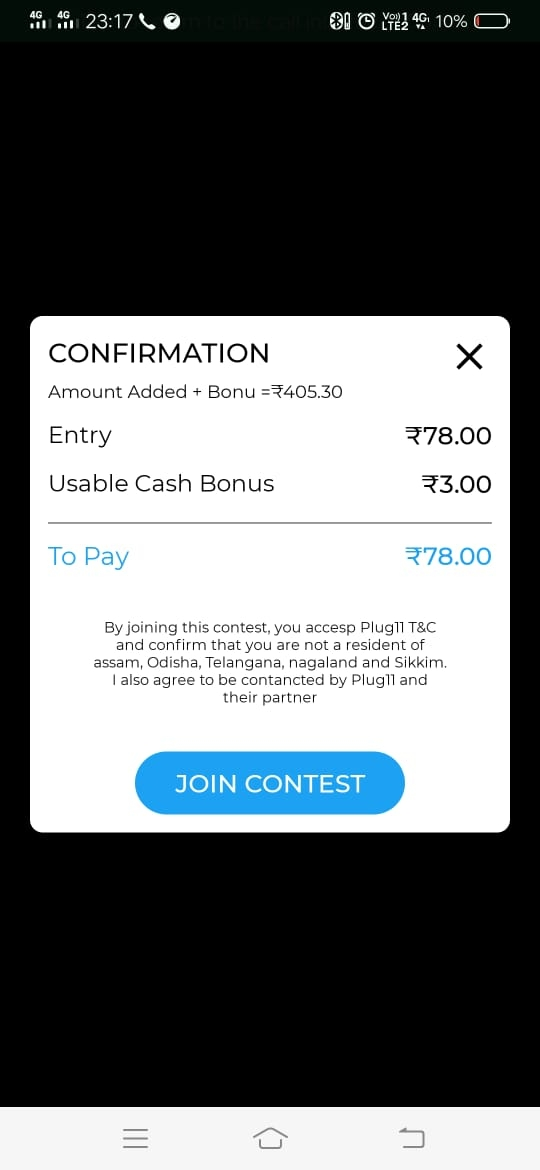 4G 4G 23:17 VoLTE 1 2 4G 10%
CONFIRMATION
Amount Added + Bonu =₹405.30
Entry ₹78.00
Usable Cash Bonus ₹3.00
To Pay ₹78.00
By joining this contest, you accesp Plug11 T&C
and confirm that you are not a resident of
assam, Odisha, Telangana, nagaland and Sikkim.
I also agree to be contancted by Plug11 and
their partner
JOIN CONTEST